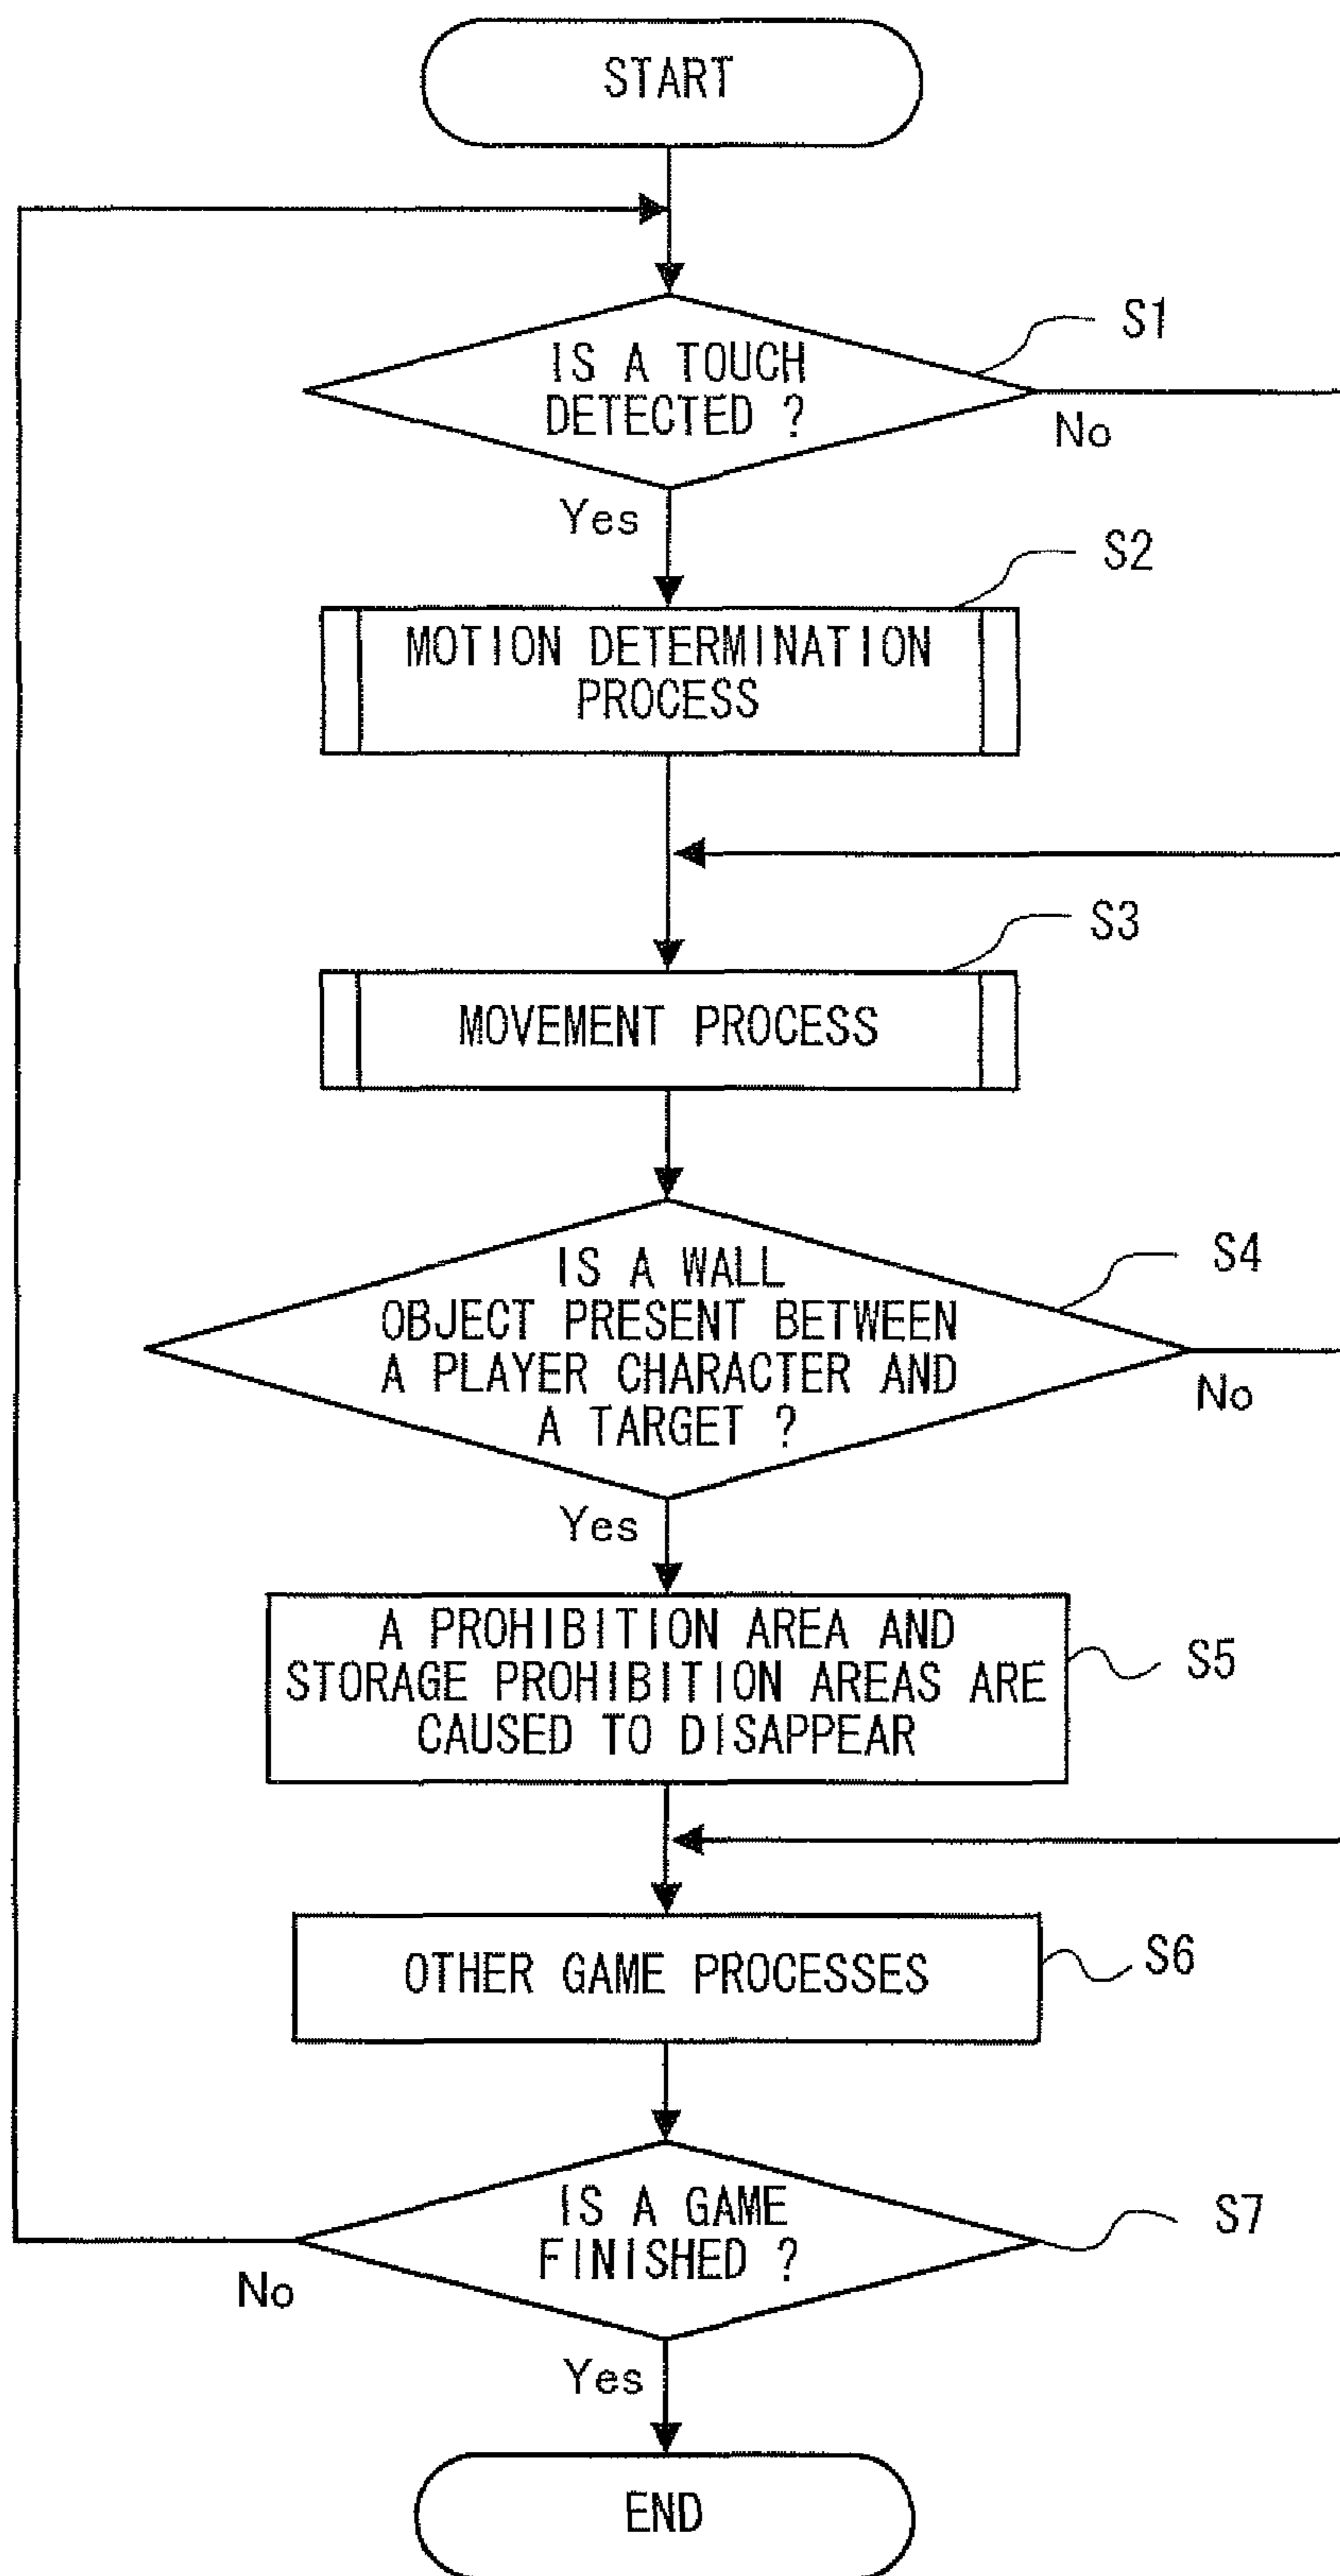 START
S1
IS A TOUCH
DETECTED ?
No
Yes
S2
MOTION DETERMINATION
PROCESS
S3
MOVEMENT PROCESS
S4
IS A WALL
OBJECT PRESENT BETWEEN
A PLAYER CHARACTER AND
A TARGET ?
No
Yes
A PROHIBITION AREA AND
STORAGE PROHIBITION AREAS ARE
CAUSED TO DISAPPEAR
S5
OTHER GAME PROCESSES
S6
IS A GAME
FINISHED ?
S7
No
Yes
END